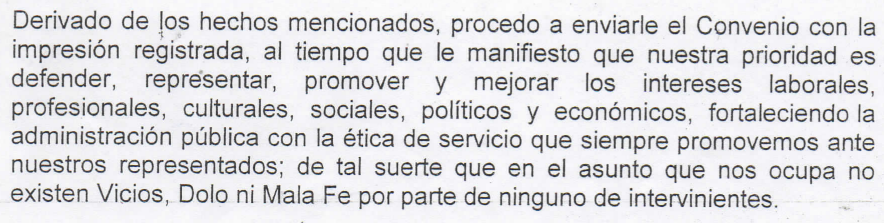 Derivado de los hechos mencionados, procedo a enviarle el Convenio con la
impresión registrada, al tiempo que le manifiesto que nuestra prioridad es
defender, representar, promover y mejorar los intereses laborales,
profesionales, culturales, sociales, políticos y económicos, fortaleciendo la
administración pública con la ética de servicio que siempre promovemos ante
nuestros representados; de tal suerte que en el asunto que nos ocupa no
existen Vicios, Dolo ni Mala Fe por parte de ninguno de intervinientes.